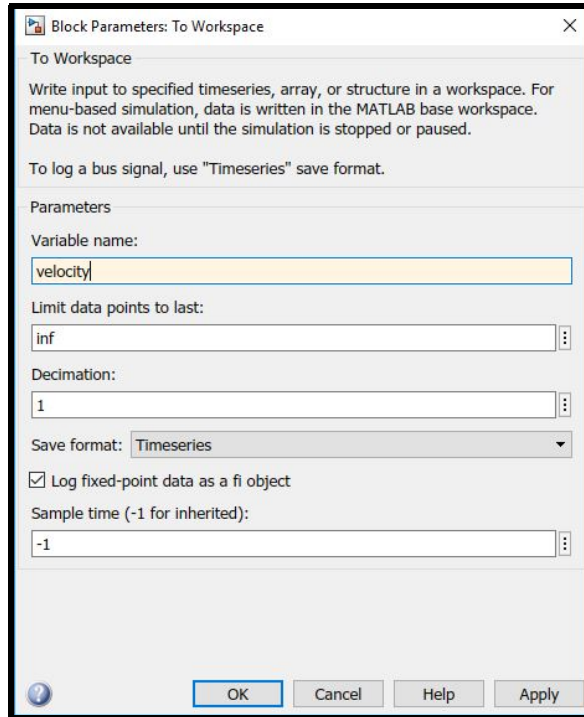 Block Parameters: To Workspace
To Workspace
Write input to specified timeseries, array, or structure in a workspace. For
menu-based simulation, data is written in the MATLAB base workspace.
Data is not available until the simulation is stopped or paused.
To log a bus signal, use "Timeseries" save format.
Parameters
Variable name:
velocity
Limit data points to last:
inf
Decimation:
1
Save format: Timeseries
Log fixed-point data as a fi object
Sample time (-1 for inherited):
-1
OK Cancel Help Apply